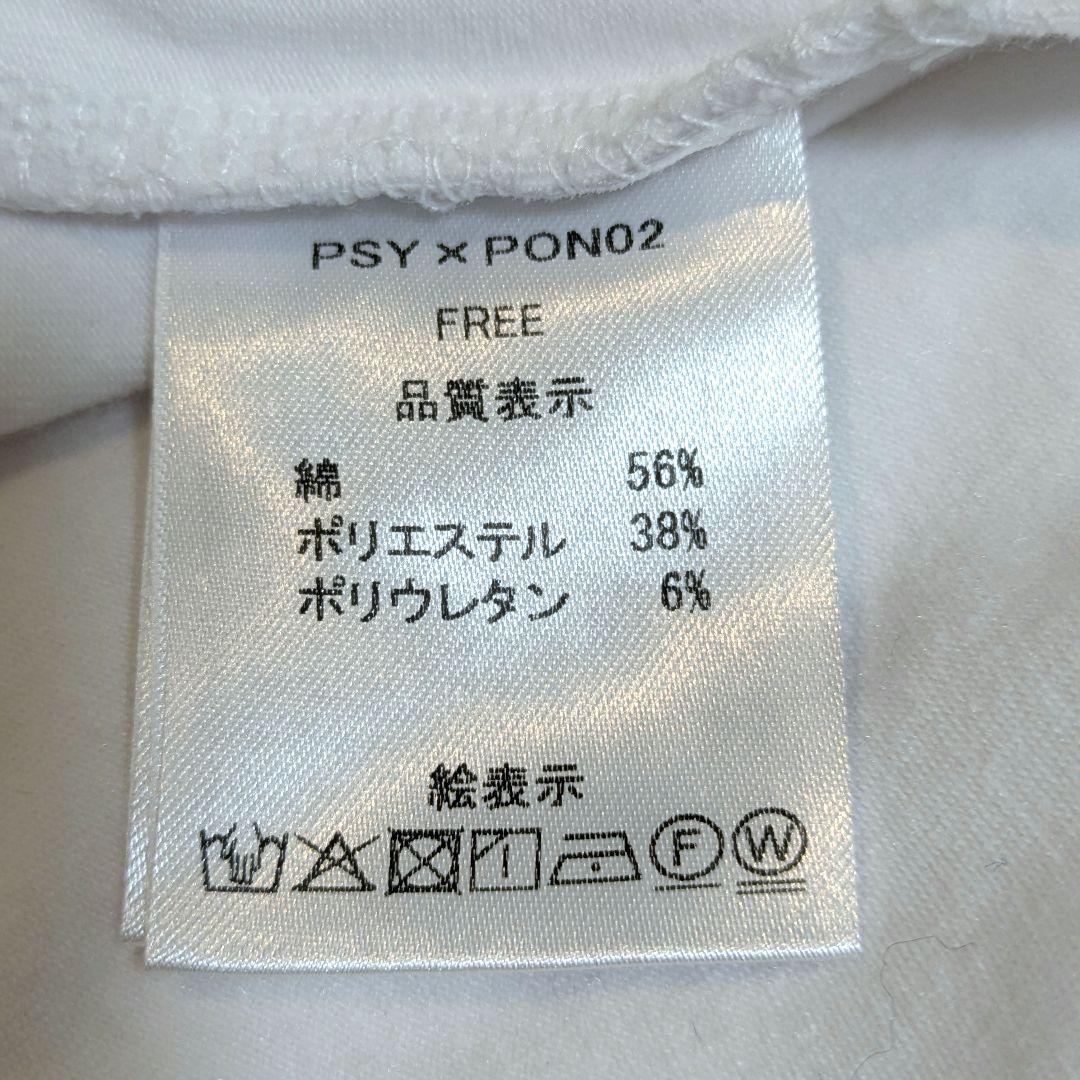 PSY × PON02
FREE
品質表示
綿 56%
ポリエステル 38%
ポリウレタン 6%
絵表示
F W